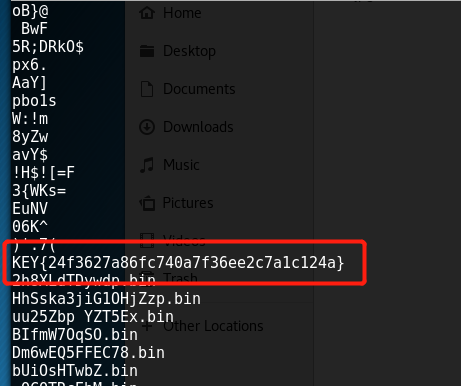 oB}@
BwF
5R;DRkO$
px6.
AaY]
pbo1s
W:!m
8yZw
avY$
!H$![=F
3{WKs=
EuNV
06K^
)'.7(
KEY{24f3627a86fc740a7f36ee2c7a1c124a}
2h8XLdTDywdp.bin
HhSska3jiG1OHjZzp.bin
uu25Zbp YZT5Ex.bin
BIfmW7OqSO.bin
Dm6wEQ5FFEC78.bin
bUiOsHTwbZ.bin
Home
Desktop
Documents
Downloads
Music
Pictures
Videos
Trash
+ Other Locations